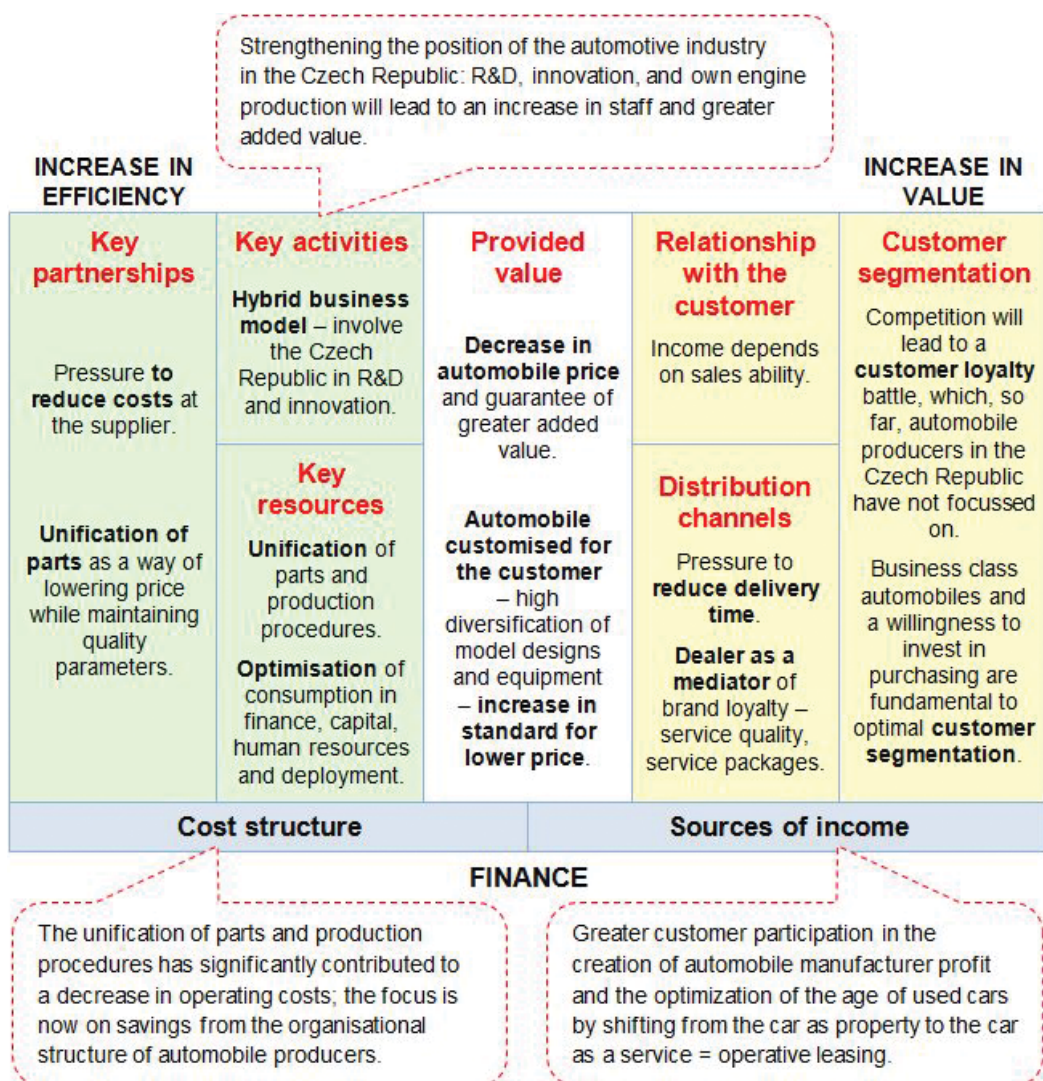 Strengthening the position of the automotive industry
in the Czech Republic: R&D, innovation, and own engine
production will lead to an increase in staff and greater
added value.
INCREASE IN
EFFICIENCY
INCREASE IN
VALUE
Key
partnerships
Pressure to
reduce costs at
the supplier.
Unification of
parts as a way of
lowering price
while maintaining
quality
parameters.
Key activities
Hybrid business
model – involve
the Czech
Republic in R&D
and innovation.
Key
resources
Unification of
parts and
production
procedures.
Optimisation of
consumption in
finance, capital,
human resources
and deployment.
Provided
value
Decrease in
automobile price
and guarantee of
greater added
value.
Automobile
customised for
the customer
– high
diversification of
model designs
and equipment
– increase in
standard for
lower price.
Relationship
with the
customer
Income depends
on sales ability.
Distribution
channels
Pressure to
reduce delivery
time.
Dealer as a
mediator of
brand loyalty –
service quality,
service packages.
Customer
segmentation
Competition will
lead to a
customer loyalty
battle, which, so
far, automobile
producers in the
Czech Republic
have not focussed
on.
Business class
automobiles and
a willingness to
invest in
purchasing are
fundamental to
optimal customer
segmentation.
Cost structure
Sources of income
FINANCE
The unification of parts and production
procedures has significantly contributed to
a decrease in operating costs; the focus is
now on savings from the organisational
structure of automobile producers.
Greater customer participation in the
creation of automobile manufacturer profit
and the optimization of the age of used cars
by shifting from the car as property to the car
as a service = operative leasing.